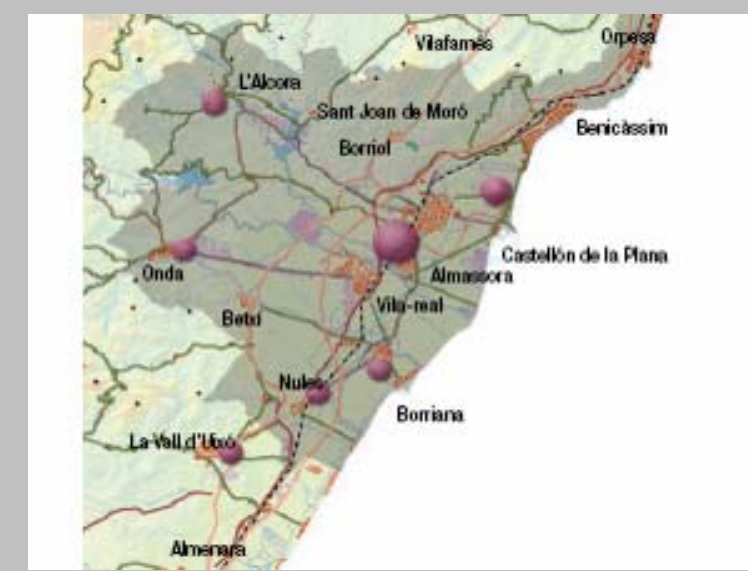 Vilafamés
Orpesa
L'Alcora
Sant Joan de Moró
Benicàssim
Borriol
Castellón de la Plana
Onda
Almassora
Vila-real
Betxí
Nules
Borriana
La Vall d'Uixó
Almenara